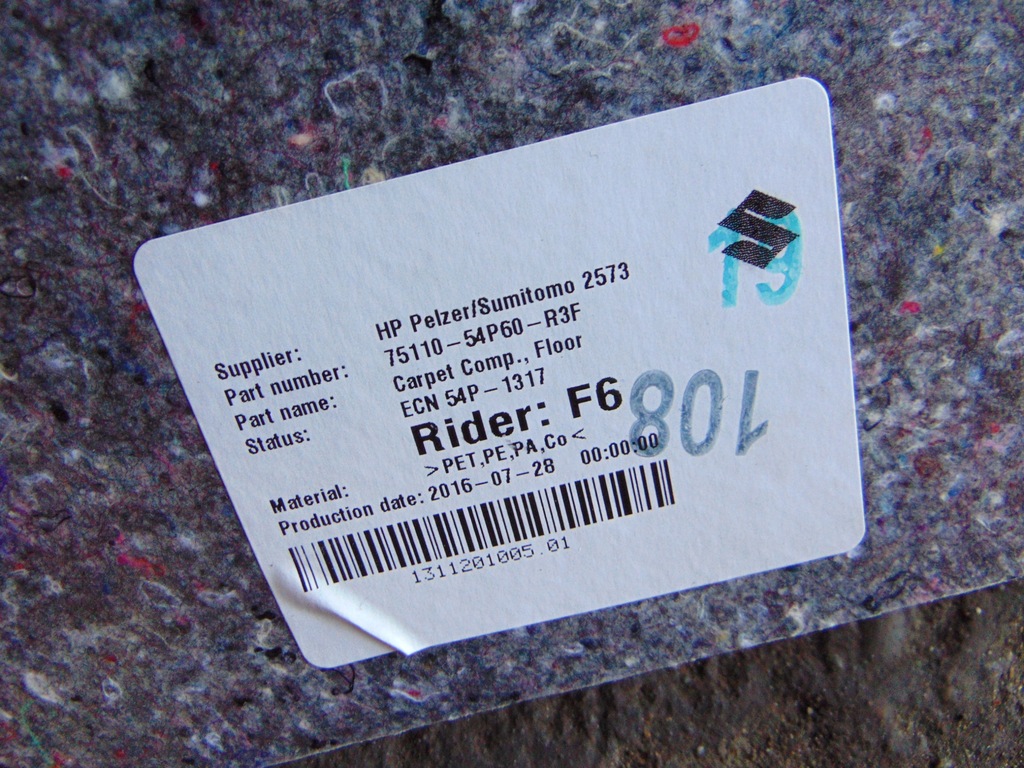 Supplier: HP Pelzer/Sumitomo 2573
Part number: 75110-54P60-R3F
Part name: Carpet Comp., Floor
Status: ECN 54P-1317
Rider: F6
Material: >PET,PE,PA,Co<
Production date: 2016-07-28 00:00:00
1311201005.01
19
108